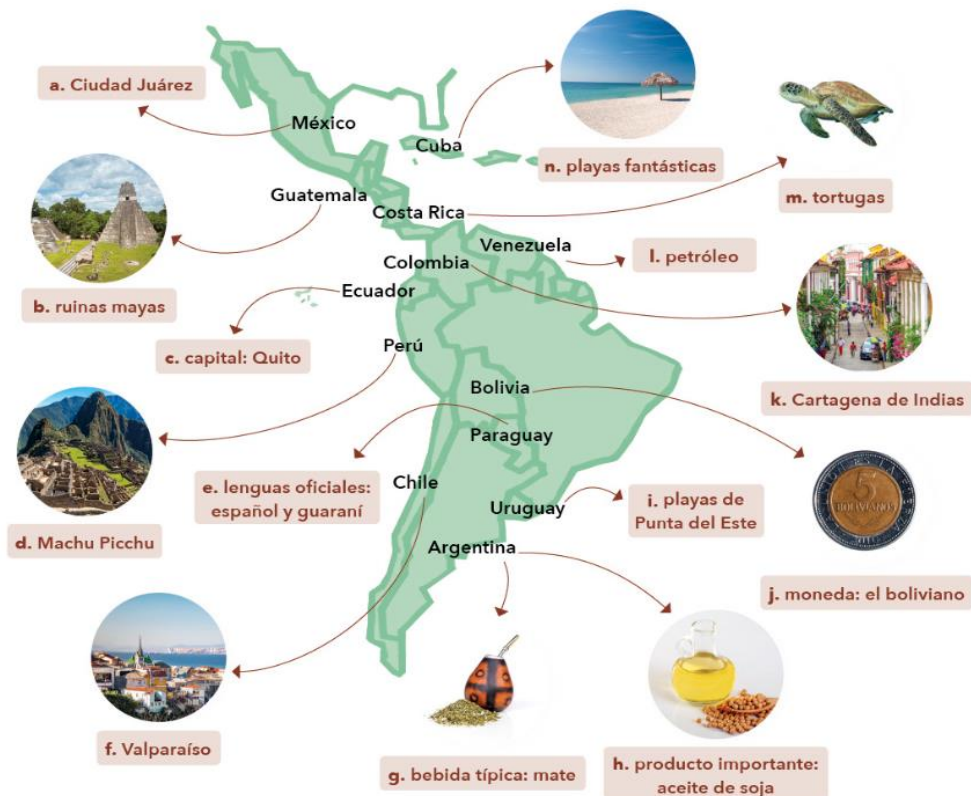 a. Ciudad Juárez
México
Cuba
n. playas fantásticas
m. tortugas
Guatemala
Costa Rica
b. ruinas mayas
Venezuela
l. petróleo
Colombia
Ecuador
c. capital: Quito
Perú
k. Cartagena de Indias
Bolivia
Paraguay
d. Machu Picchu
e. lenguas oficiales:
español y guaraní
Chile
Uruguay
i. playas de
Punta del Este
Argentina
5
BOLIVIANOS
j. moneda: el boliviano
f. Valparaíso
g. bebida típica: mate
h. producto importante:
aceite de soja